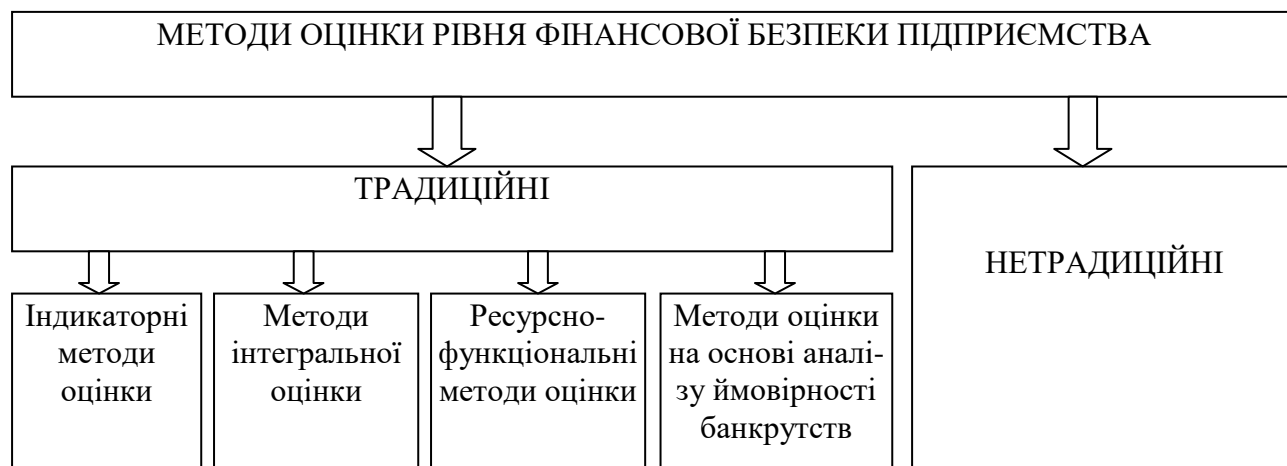 МЕТОДИ ОЦІНКИ РІВНЯ ФІНАНСОВОЇ БЕЗПЕКИ ПІДПРИЄМСТВА
ТРАДИЦІЙНІ
НЕТРАДИЦІЙНІ
Індикаторні
методи
оцінки
Методи
інтегральної
оцінки
Ресурсно-
функціональні
методи оцінки
Методи оцінки
на основі аналі-
зу ймовірності
банкрутств